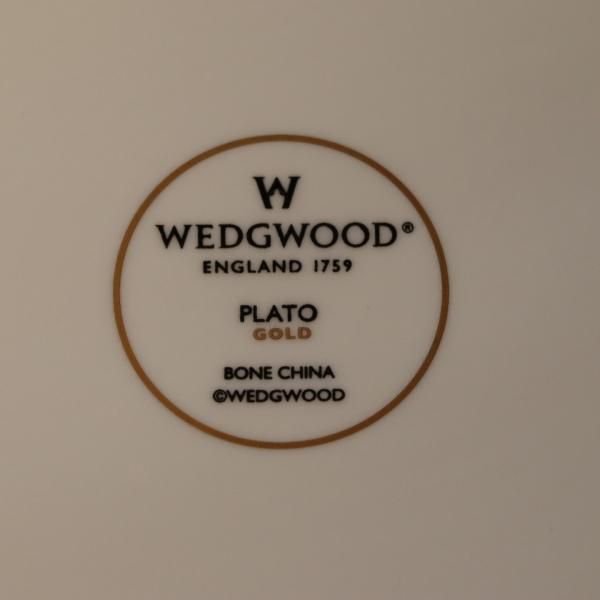 W
WEDGWOOD®
ENGLAND 1759
PLATO
GOLD
BONE CHINA
©WEDGWOOD